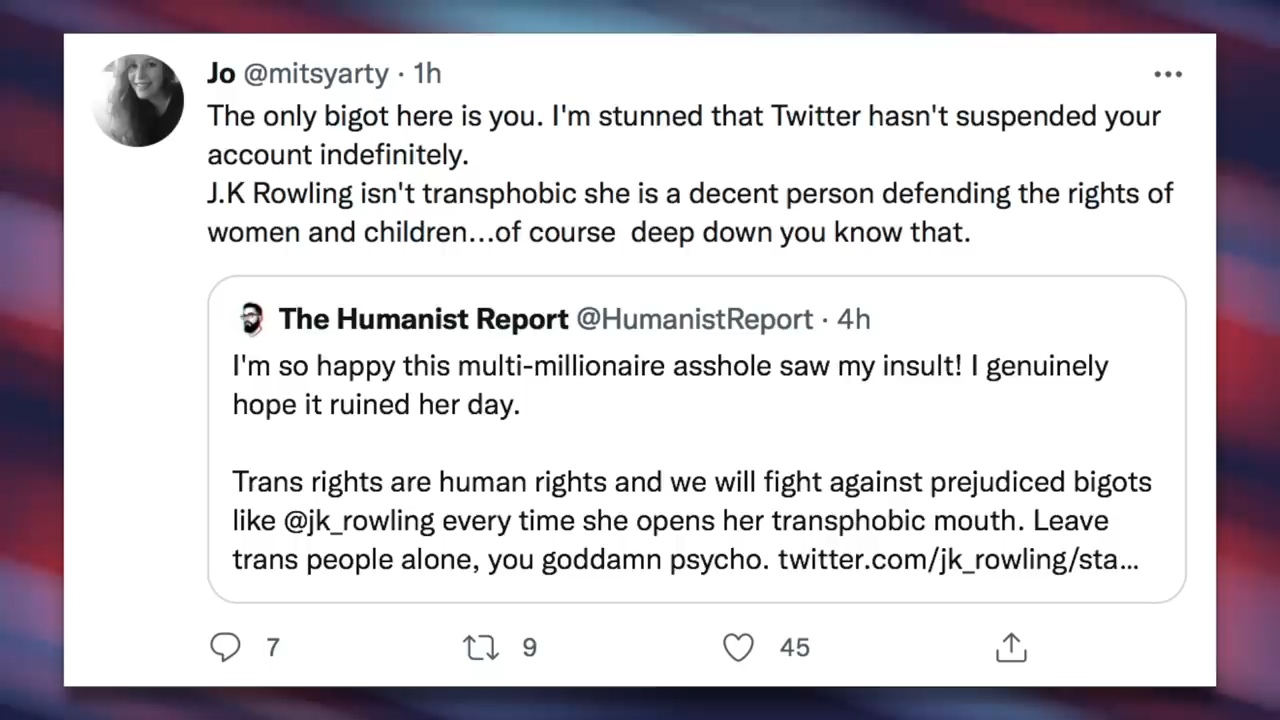 Jo @mitsyarty · 1h
The only bigot here is you. I'm stunned that Twitter hasn't suspended your
account indefinitely.
J.K Rowling isn't transphobic she is a decent person defending the rights of
women and children...of course  deep down you know that.
The Humanist Report @HumanistReport · 4h
I'm so happy this multi-millionaire asshole saw my insult! I genuinely
hope it ruined her day.
Trans rights are human rights and we will fight against prejudiced bigots
like @jk_rowling every time she opens her transphobic mouth. Leave
trans people alone, you goddamn psycho. twitter.com/jk_rowling/sta...
7 9 45